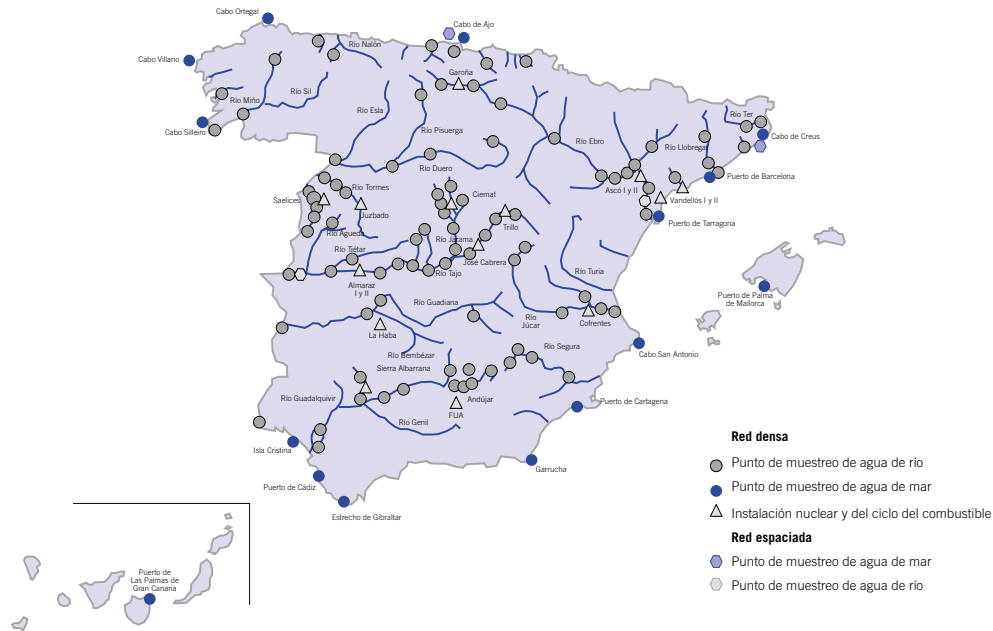 Cabo Ortegal
Cabo de Ajo
Río Nalón
Cabo Villano
Garoña
Río Sil
Río Miño
Río Esla
Río Ter
Cabo Silleiro
Río Pisuerga
Río Ebro
Río Llobregat
Cabo de Creus
Río Duero
Puerto de Barcelona
Río Tormes
Ascó I y II
Saelices
Ciemat
Vandellós I y II
Juzbado
Trillo
Puerto de Tarragona
Río Águeda
Río Jarama
Río Tiétar
José Cabrera
Río Tajo
Río Turia
Almaraz
I y II
Puerto de Palma
de Mallorca
Río Guadiana
Río
Júcar
Cofrentes
La Haba
Río Bembézar
Río Segura
Cabo San Antonio
Sierra Albarrana
Río Guadalquivir
Andújar
Puerto de Cartagena
FUA
Río Genil
Isla Cristina
Garrucha
Puerto de Cádiz
Estrecho de Gibraltar
Puerto de
Las Palmas de
Gran Canaria
Red densa
Punto de muestreo de agua de río
Punto de muestreo de agua de mar
Instalación nuclear y del ciclo del combustible
Red espaciada
Punto de muestreo de agua de mar
Punto de muestreo de agua de río